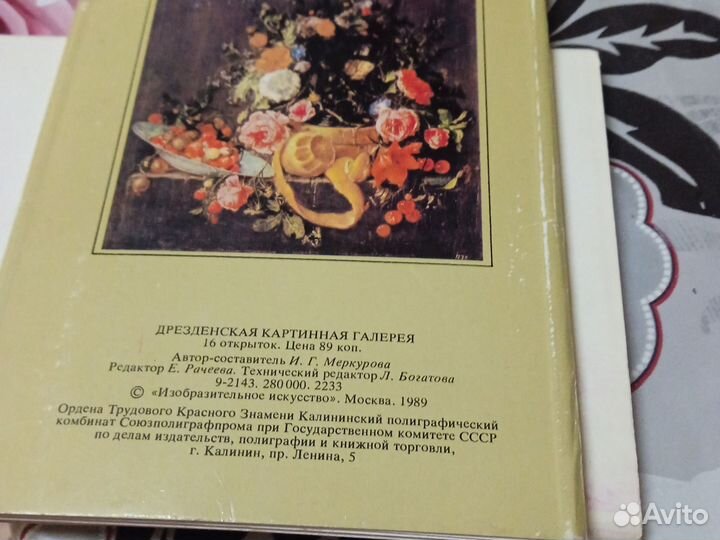 ДРЕЗДЕНСКАЯ КАРТИННАЯ ГАЛЕРЕЯ
16 открыток. Цена 89 коп.
Автор-составитель И. Г. Меркурова
Редактор Е. Рачеева. Технический редактор Л. Богатова
9-2143. 280 000. 2233
© «Изобразительное искусство». Москва. 1989
Ордена Трудового Красного Знамени Калининский полиграфический
комбинат Союзполиграфпрома при Государственном комитете СССР
по делам издательств, полиграфии и книжной торговли,
г. Калинин, пр. Ленина, 5
Avito